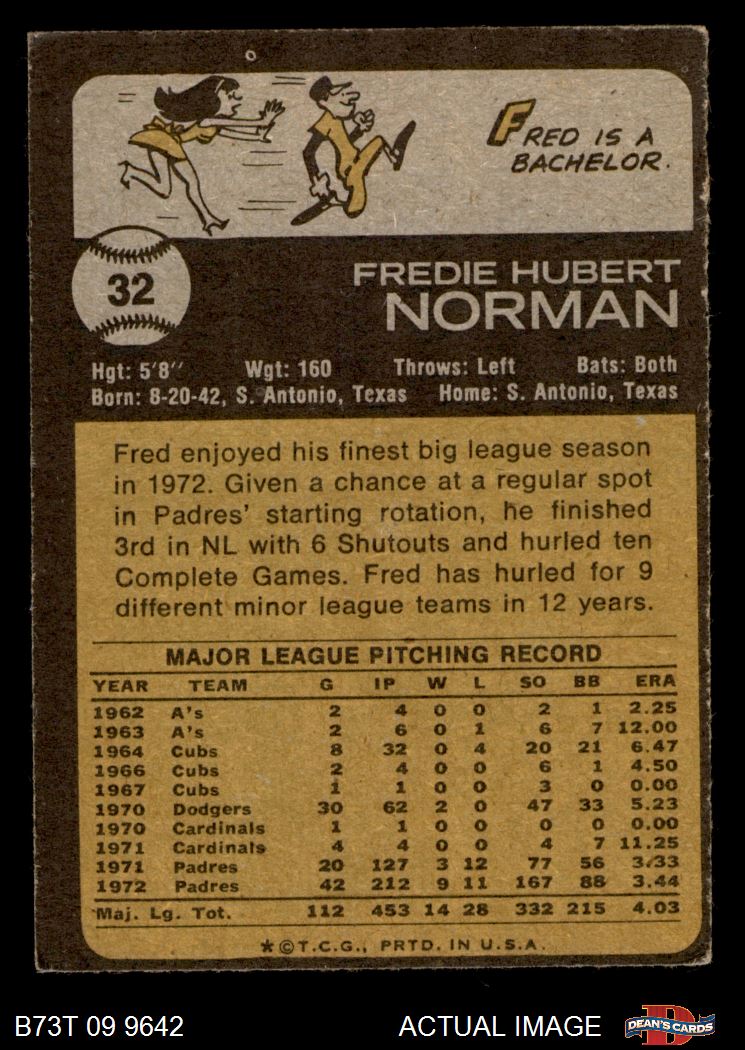 FRED IS A
BACHELOR.
32
FREDIE HUBERT
NORMAN
Hgt: 5'8" Wgt: 160 Throws: Left Bats: Both
Born: 8-20-42, S. Antonio, Texas Home: S. Antonio, Texas
Fred enjoyed his finest big league season
in 1972. Given a chance at a regular spot
in Padres' starting rotation, he finished
3rd in NL with 6 Shutouts and hurled ten
Complete Games. Fred has hurled for 9
different minor league teams in 12 years.
MAJOR LEAGUE PITCHING RECORD
YEAR TEAM G IP W L SO BB ERA
1962 A's 2 4 0 0 2 1 2.25
1963 A's 2 6 0 1 6 7 12.00
1964 Cubs 8 32 0 4 20 21 6.47
1966 Cubs 2 4 0 0 6 1 4.50
1967 Cubs 1 1 0 0 3 0 0.00
1970 Dodgers 30 62 2 0 47 33 5.23
1970 Cardinals 1 1 0 0 0 0 0.00
1971 Cardinals 4 4 0 0 4 7 11.25
1971 Padres 20 127 3 12 77 56 3.33
1972 Padres 42 212 9 11 167 88 3.44
Maj. Lg. Tot. 112 453 14 28 332 215 4.03
*©T.C.G., PRTD. IN U.S.A.
B73T 09 9642 ACTUAL IMAGE DEAN'S CARDS